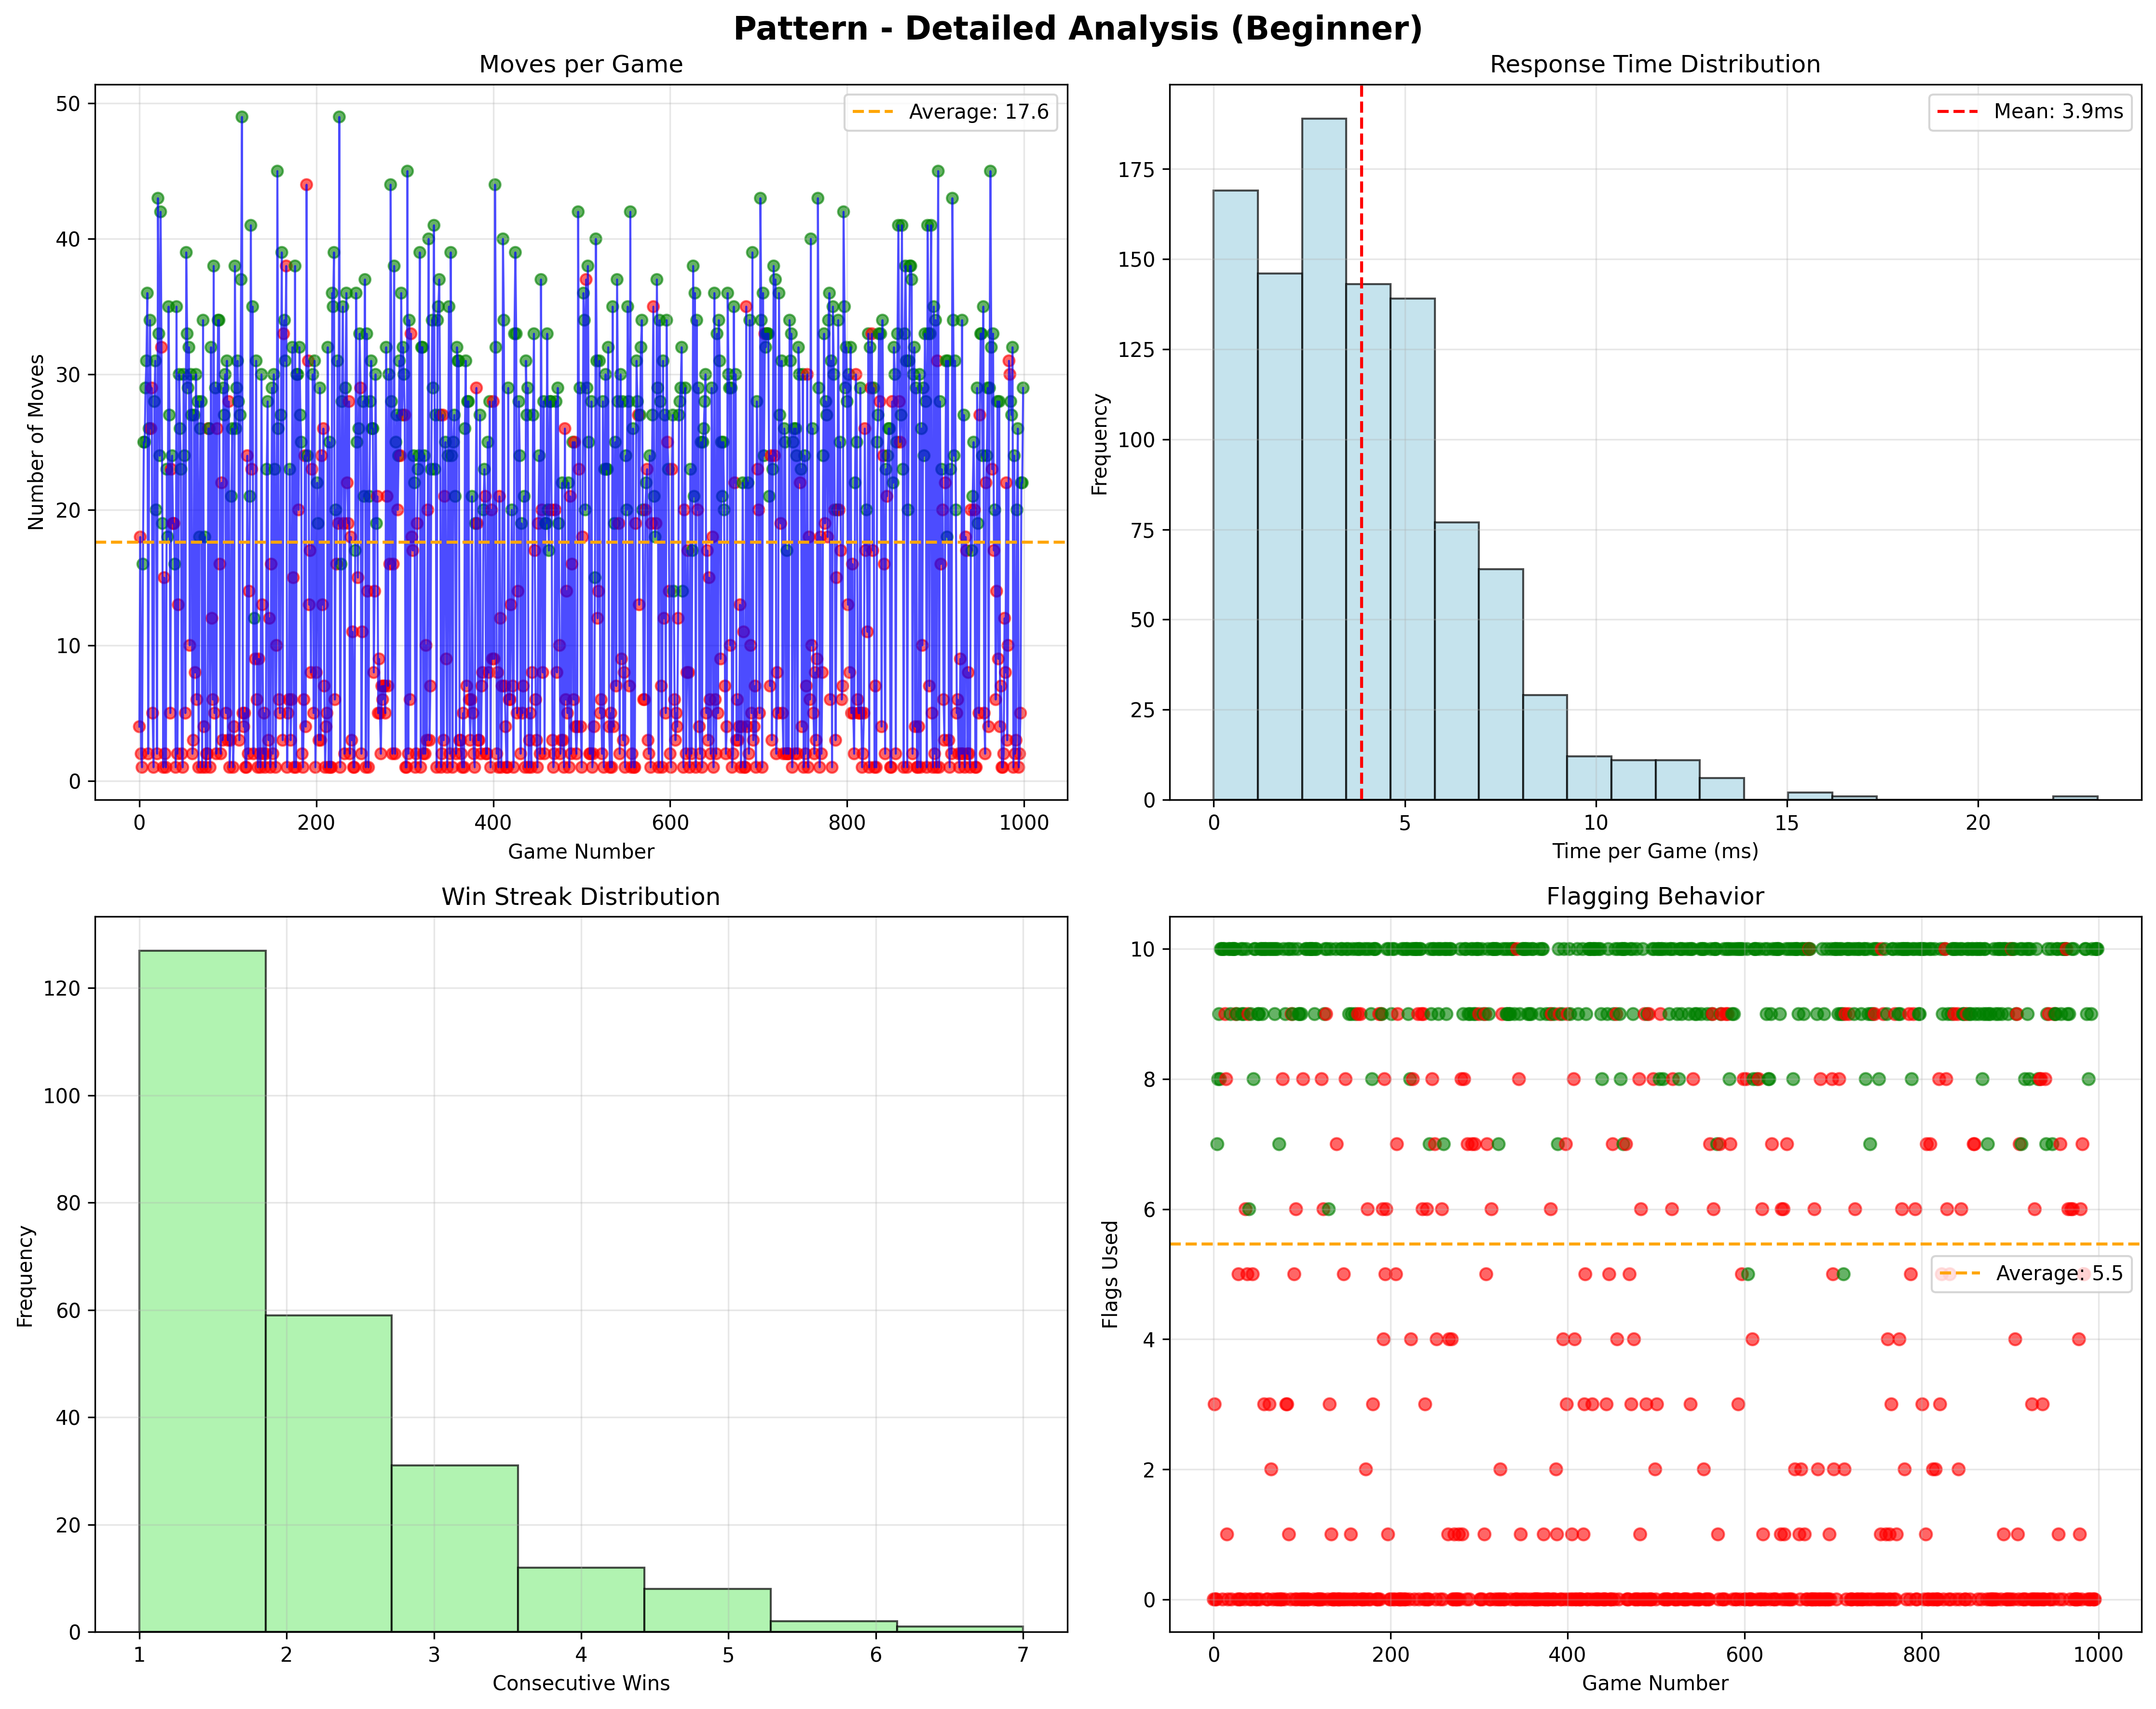 Pattern - Detailed Analysis (Beginner)
Moves per Game
Number of Moves
50
40
30
20
10
0
Average: 17.6
0 200 400 600 800 1000
Game Number
Response Time Distribution
Frequency
175
150
125
100
75
50
25
0
Mean: 3.9ms
0 5 10 15 20
Time per Game (ms)
Win Streak Distribution
Frequency
120
100
80
60
40
20
0
1 2 3 4 5 6 7
Consecutive Wins
Flagging Behavior
Flags Used
10
8
6
4
2
0
Average: 5.5
0 200 400 600 800 1000
Game Number